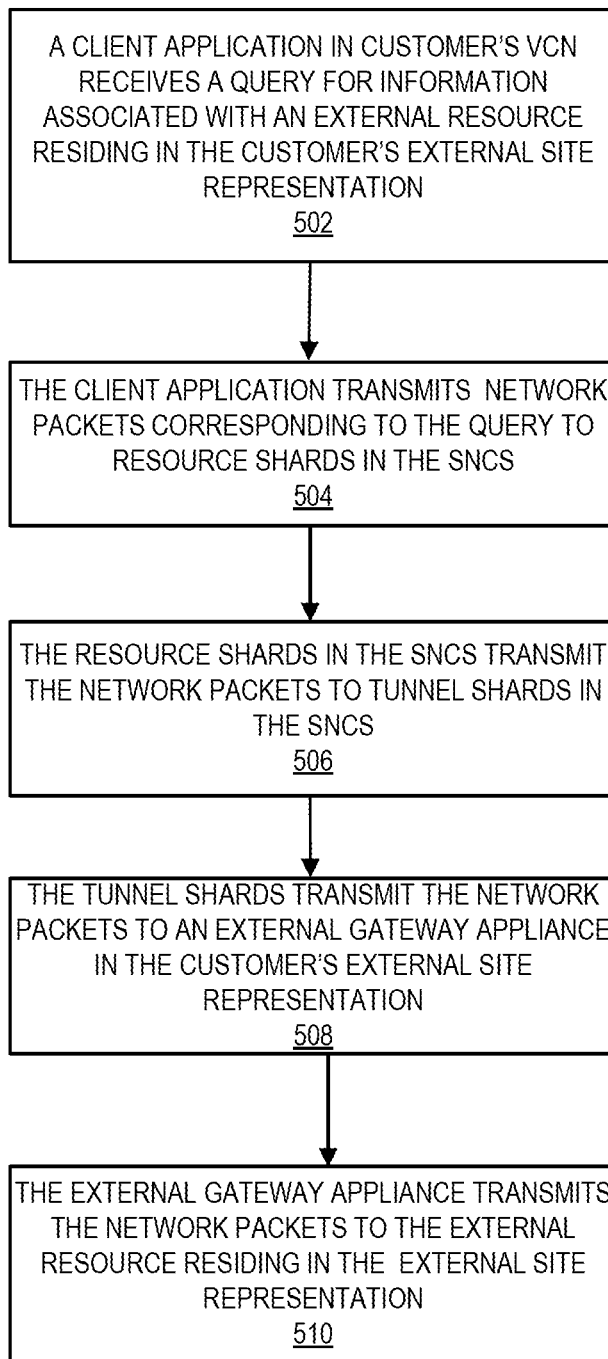 A CLIENT APPLICATION IN CUSTOMER'S VCN
RECEIVES A QUERY FOR INFORMATION
ASSOCIATED WITH AN EXTERNAL RESOURCE
RESIDING IN THE CUSTOMER'S EXTERNAL SITE
REPRESENTATION
502
THE CLIENT APPLICATION TRANSMITS NETWORK
PACKETS CORRESPONDING TO THE QUERY TO
RESOURCE SHARDS IN THE SNCS
504
THE RESOURCE SHARDS IN THE SNCS TRANSMIT
THE NETWORK PACKETS TO TUNNEL SHARDS IN
THE SNCS
506
THE TUNNEL SHARDS TRANSMIT THE NETWORK
PACKETS TO AN EXTERNAL GATEWAY APPLIANCE
IN THE CUSTOMER'S EXTERNAL SITE
REPRESENTATION
508
THE EXTERNAL GATEWAY APPLIANCE TRANSMITS
THE NETWORK PACKETS TO THE EXTERNAL
RESOURCE RESIDING IN THE EXTERNAL SITE
REPRESENTATION
510